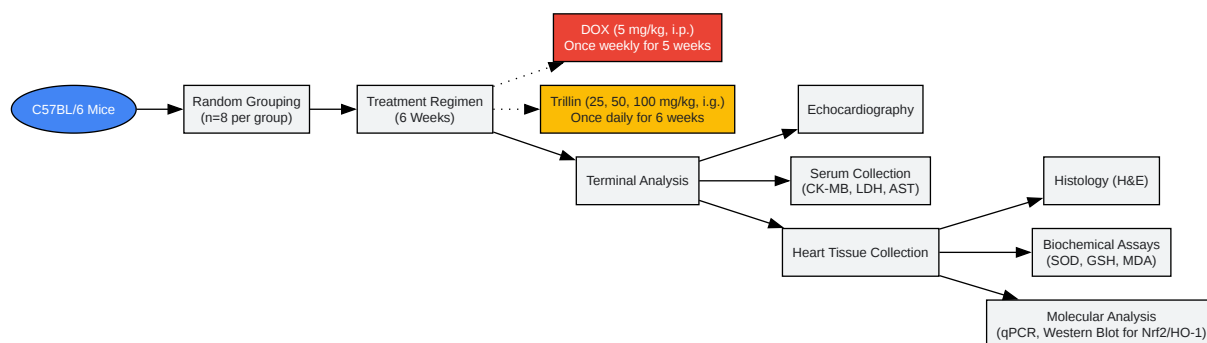 C57BL/6 Mice
Random Grouping
(n=8 per group)
Treatment Regimen
(6 Weeks)
DOX (5 mg/kg, i.p.)
Once weekly for 5 weeks
Trillin (25, 50, 100 mg/kg, i.g.)
Once daily for 6 weeks
Terminal Analysis
Echocardiography
Serum Collection
(CK-MB, LDH, AST)
Heart Tissue Collection
Histology (H&E)
Biochemical Assays
(SOD, GSH, MDA)
Molecular Analysis
(qPCR, Western Blot for Nrf2/HO-1)